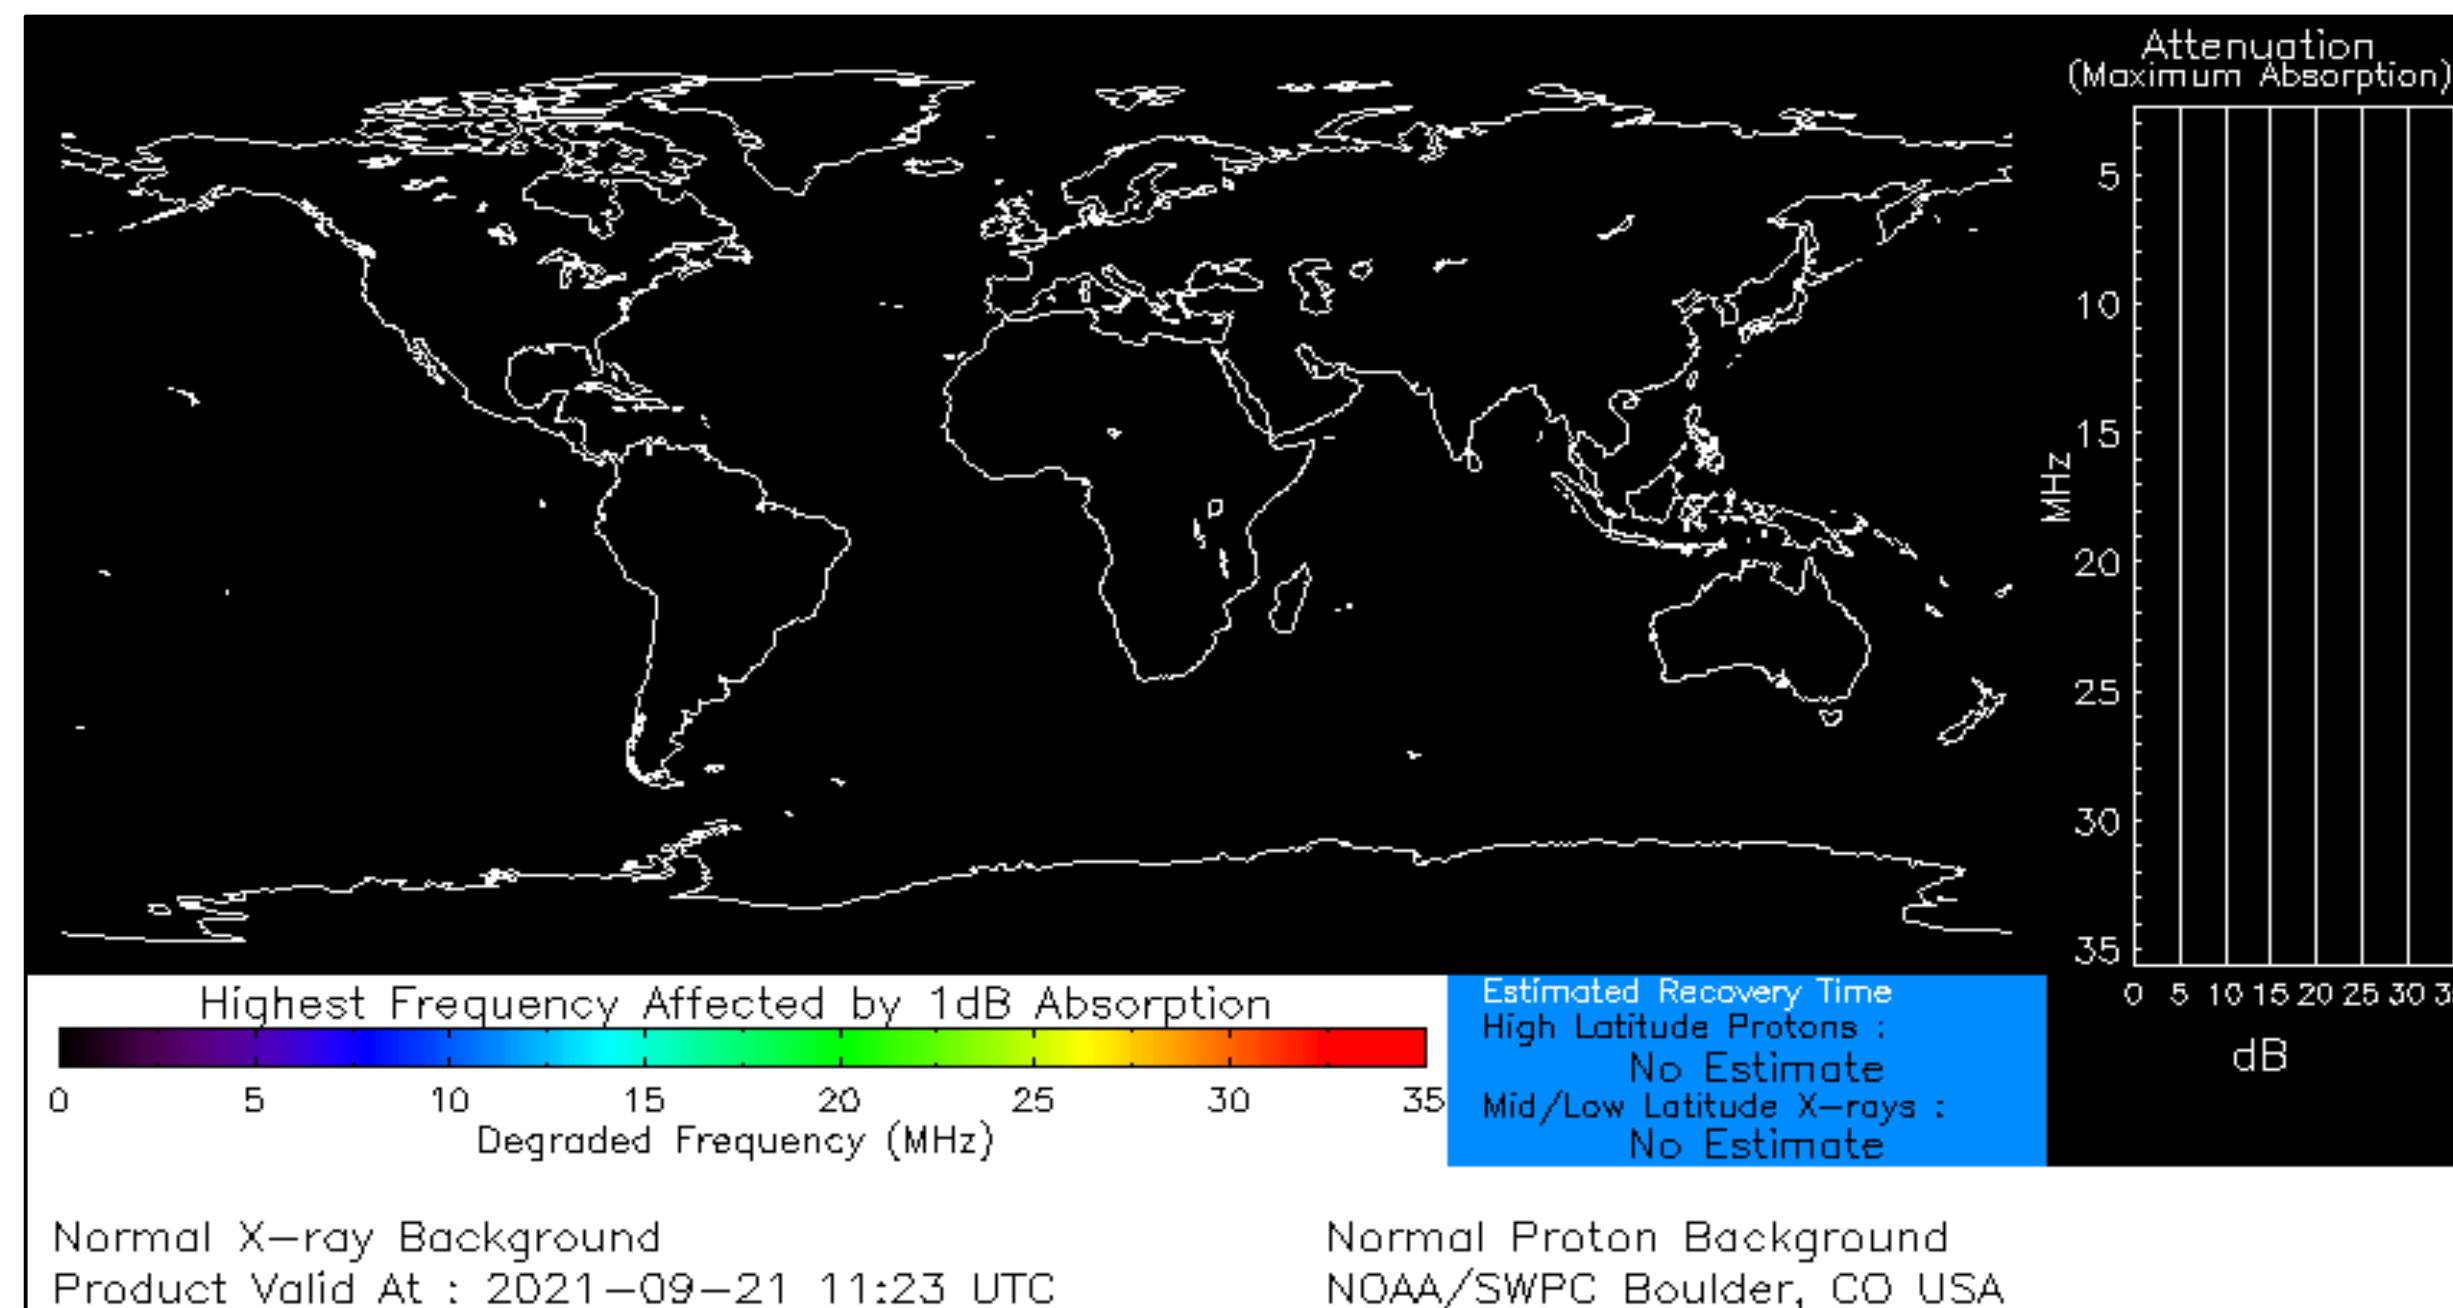 Attenuation
(Maximum Absorption)
5
10
15
20
25
30
35
MHz
0 5 10 15 20 25 30
dB
Highest Frequency Affected by 1dB Absorption
0 5 10 15 20 25 30 35
Degraded Frequency (MHz)
Estimated Recovery Time
High Latitude Protons :
No Estimate
Mid/Low Latitude X-rays :
No Estimate
Normal X-ray Background
Normal Proton Background
Product Valid At : 2021-09-21 11:23 UTC
NOAA/SWPC Boulder, CO USA